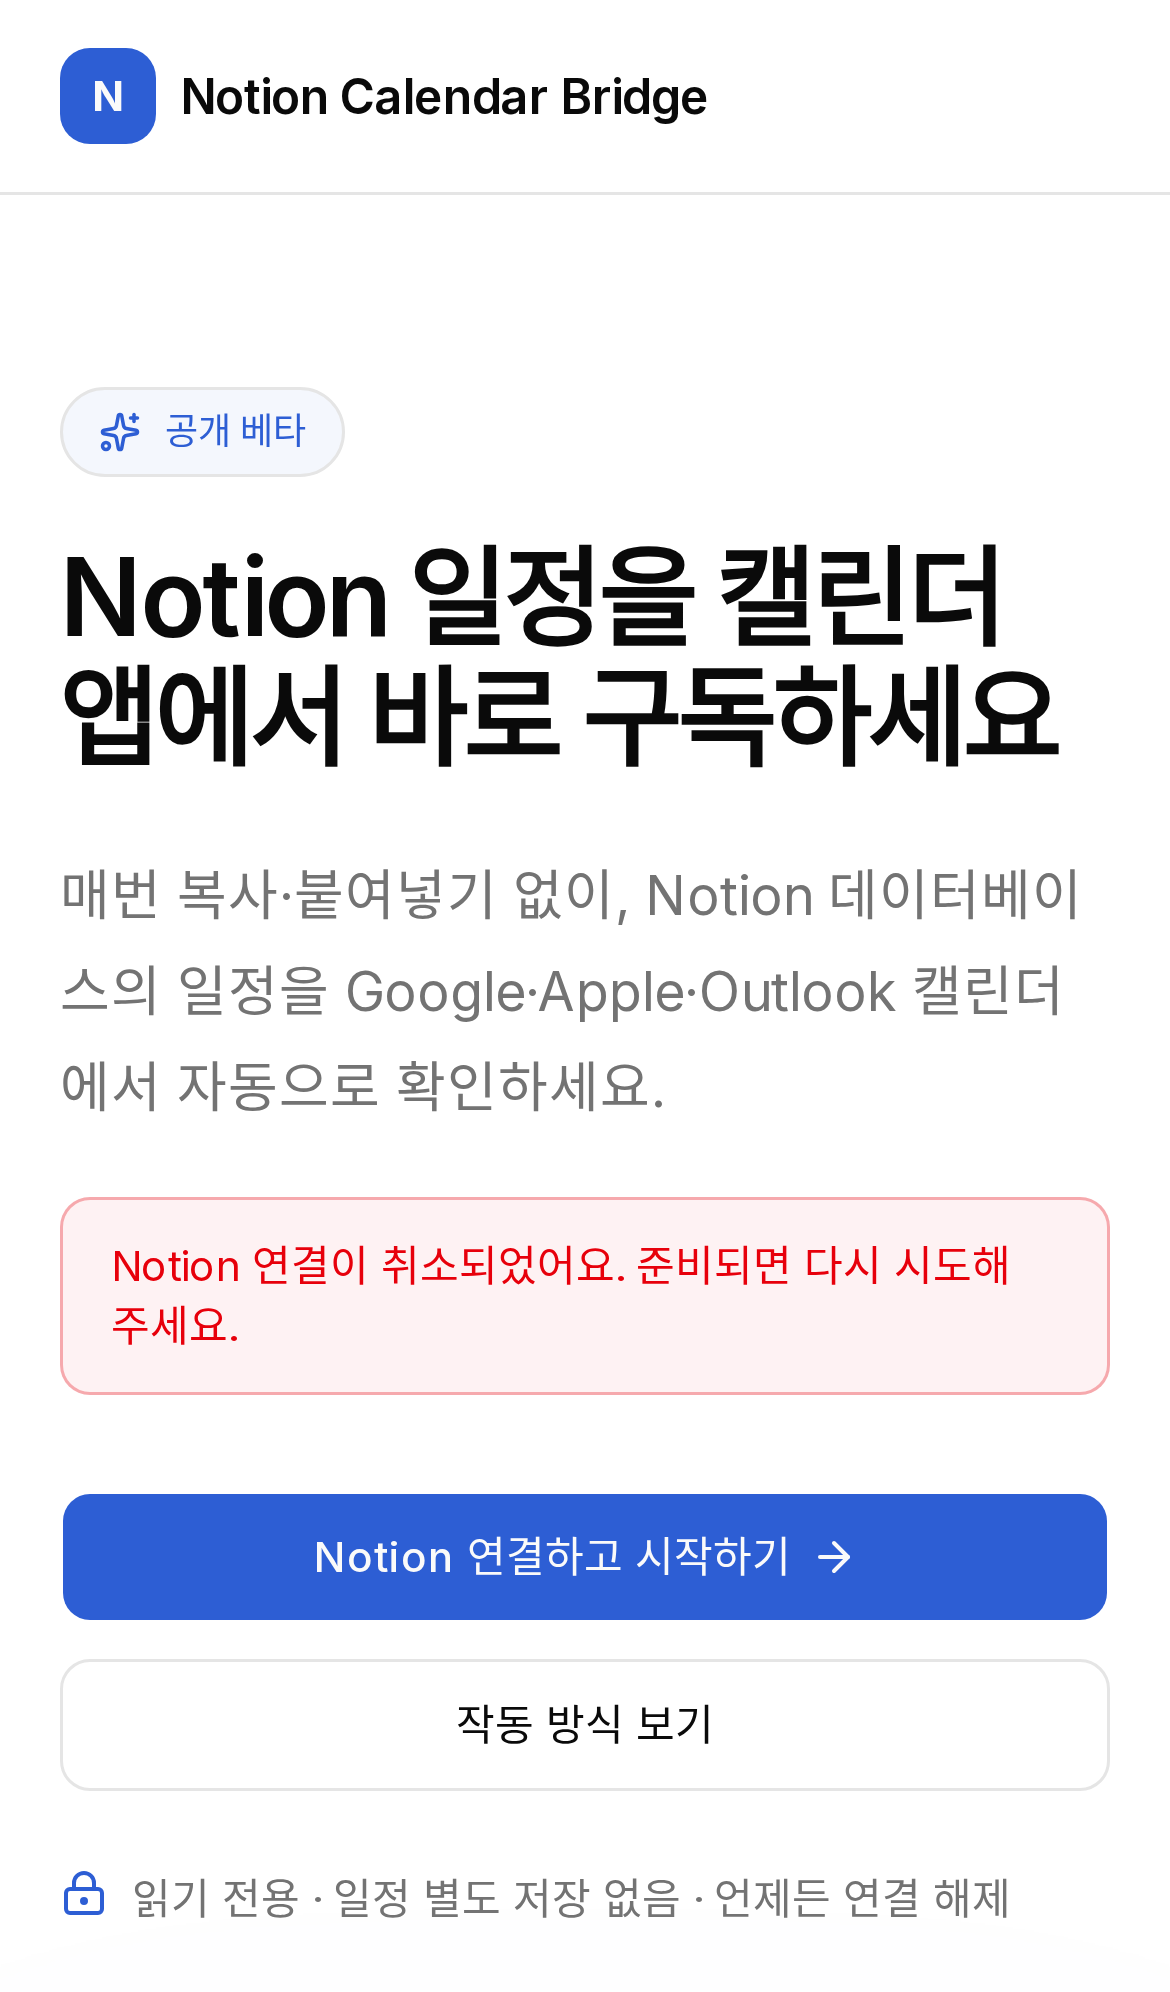 N Notion Calendar Bridge
공개 베타
Notion 일정을 캘린더
앱에서 바로 구독하세요
매번 복사·붙여넣기 없이, Notion 데이터베이
스의 일정을 Google·Apple·Outlook 캘린더
에서 자동으로 확인하세요.
Notion 연결이 취소되었어요. 준비되면 다시 시도해
주세요.
Notion 연결하고 시작하기 →
작동 방식 보기
읽기 전용 · 일정 별도 저장 없음 · 언제든 연결 해제